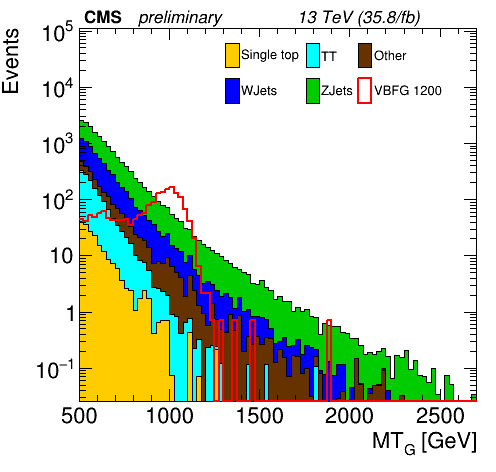 CMS preliminary 13 TeV (35.8/fb)
Events
Single top TT Other
WJets ZJets VBFG 1200
10^5
10^4
10^3
10^2
10
1
10^−1
500 1000 1500 2000 2500
MT_G [GeV]